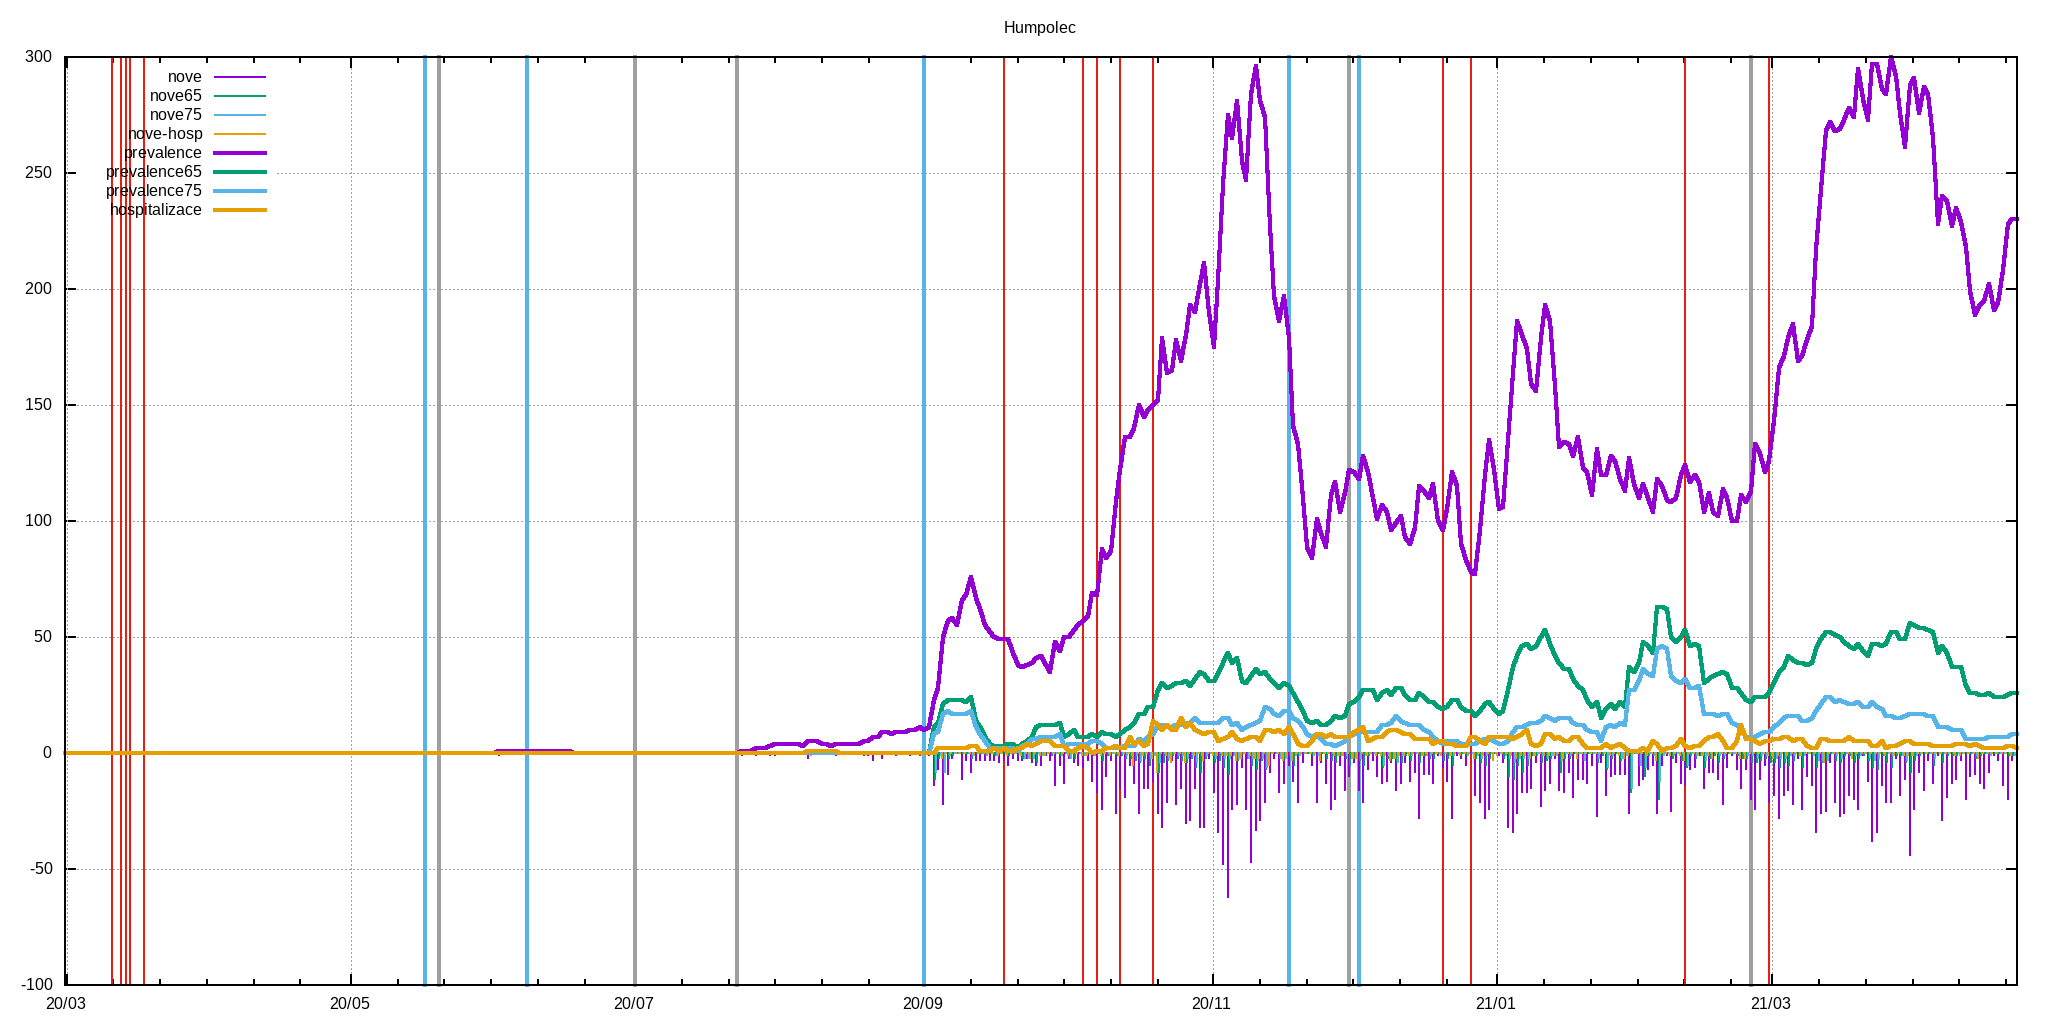 Humpolec
300
250
200
150
100
50
0
-50
-100
nove
nove65
nove75
nove-hosp
prevalence
prevalence65
prevalence75
hospitalizace
20/03
20/05
20/07
20/09
20/11
21/01
21/03